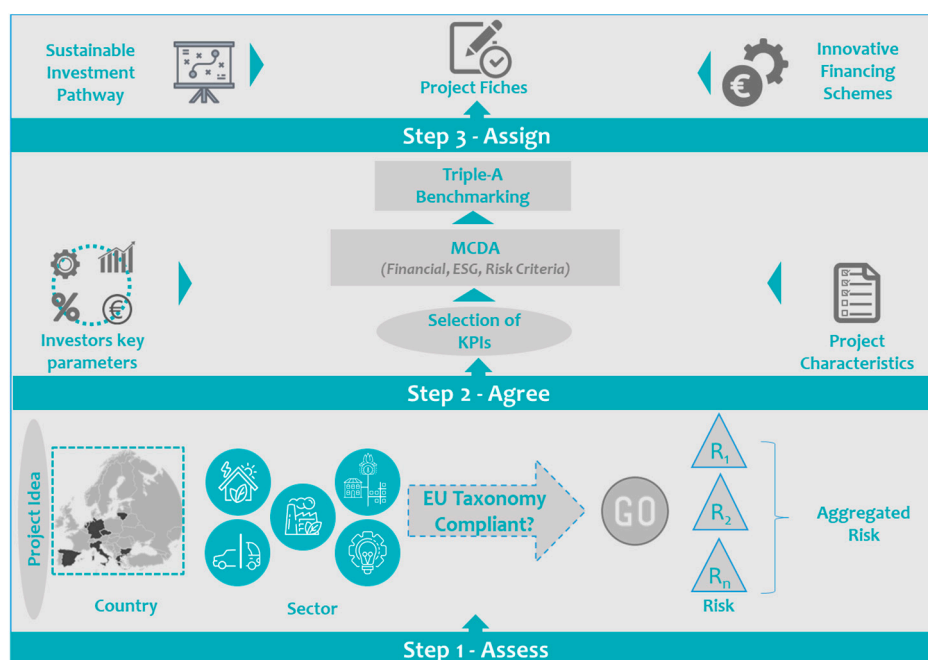 Sustainable
Investment
Pathway
Project Fiches
Innovative
Financing
Schemes
Step 3 - Assign
Triple-A
Benchmarking
MCDA
(Financial, ESG, Risk Criteria)
Selection of
KPIs
Investors key
parameters
Project
Characteristics
Step 2 - Agree
Project Idea
Country
Sector
EU Taxonomy
Compliant?
GO
R1
R2
Rn
Risk
Aggregated
Risk
Step 1 - Assess